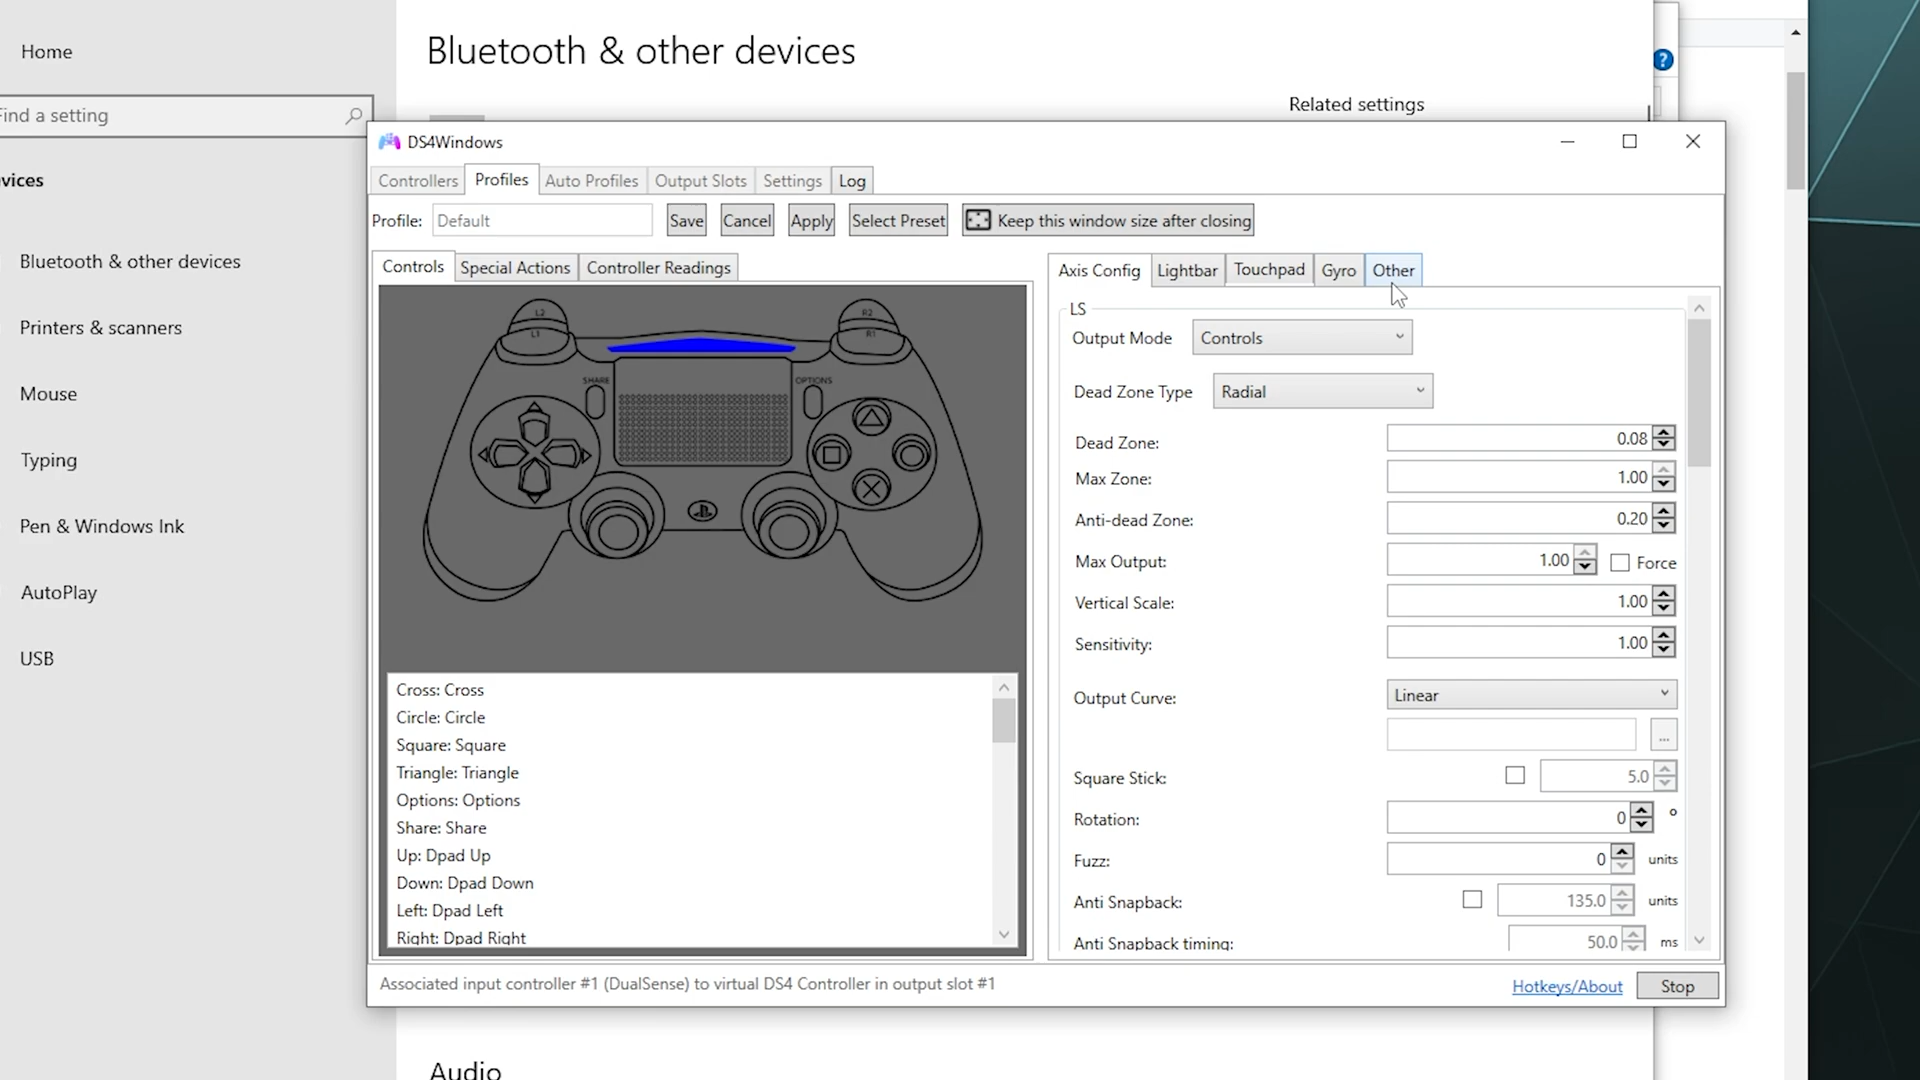 Home
Bluetooth & other devices
Find a setting
Related settings
DS4Windows
Controllers Profiles Auto Profiles Output Slots Settings Log
Profile: Default Save Cancel Apply Select Preset Keep this window size after closing
Controls Special Actions Controller Readings
Axis Config Lightbar Touchpad Gyro Other
vices
Bluetooth & other devices
Printers & scanners
Mouse
Typing
Pen & Windows Ink
AutoPlay
USB
L2
L1
R2
R1
SHARE
OPTIONS
Cross: Cross
Circle: Circle
Square: Square
Triangle: Triangle
Options: Options
Share: Share
Up: Dpad Up
Down: Dpad Down
Left: Dpad Left
Right: Dpad Right
LS
Output Mode Controls
Dead Zone Type Radial
Dead Zone: 0.08
Max Zone: 1.00
Anti-dead Zone: 0.20
Max Output: 1.00 Force
Vertical Scale: 1.00
Sensitivity: 1.00
Output Curve: Linear
...
Square Stick: 5.0
Rotation: 0 °
Fuzz: 0 units
Anti Snapback: 135.0 units
Anti Snapback timing: 50.0 ms
Associated input controller #1 (DualSense) to virtual DS4 Controller in output slot #1
Hotkeys/About Stop
Audio